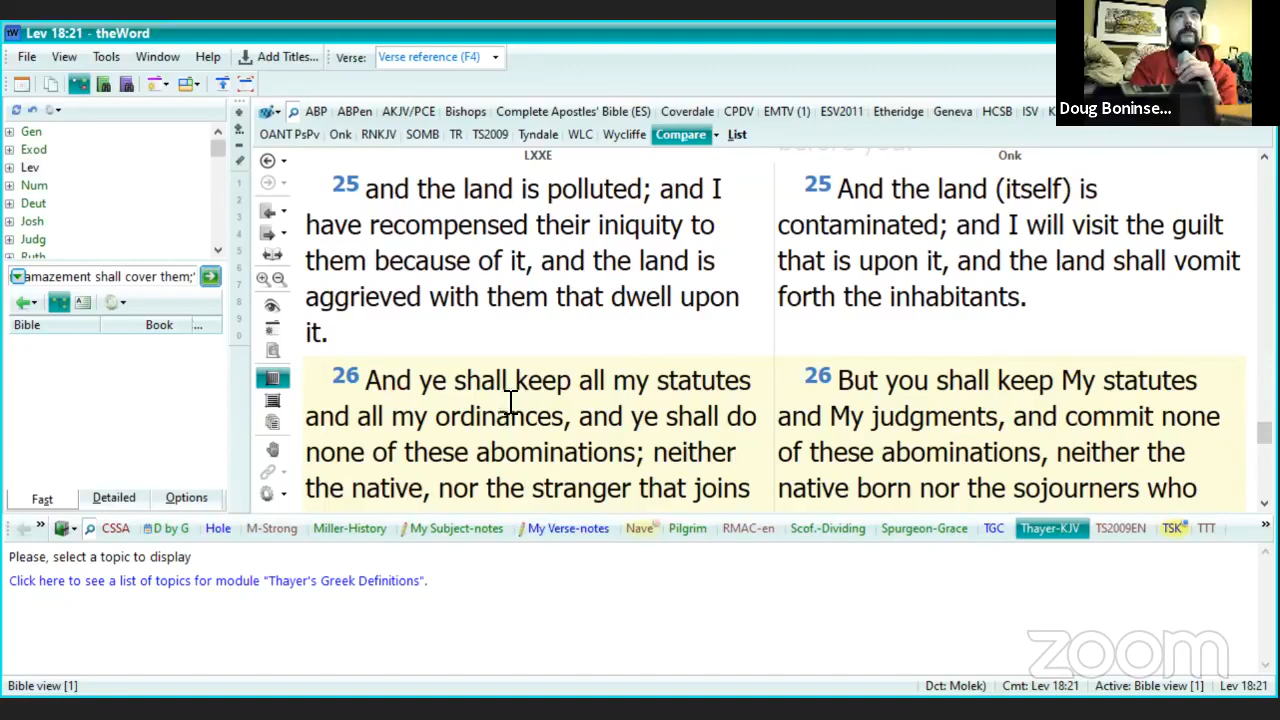 Lev 18:21 - theWord
File View Tools Window Help Add Titles... Verse: Verse reference (F4)
Doug Boninse...
ABP ABPen AKJV/PCE Bishops Complete Apostles' Bible (ES) Coverdale CPDV EMTV (1) ESV2011 Etheridge Geneva HCSB ISV K
OANT PsPv Onk RNKJV SOMB TR TS2009 Tyndale WLC Wycliffe Compare List
Gen
Exod
Lev
Num
Deut
Josh
Judg
Ruth
amazement shall cover them;'
Bible Book ...
Fast Detailed Options
1
2
3
4
5
6
7
8
9
0
LXXE Onk
25 and the land is polluted; and I
have recompensed their iniquity to
them because of it, and the land is
aggrieved with them that dwell upon
it.
26 And ye shall keep all my statutes
and all my ordinances, and ye shall do
none of these abominations; neither
the native, nor the stranger that joins
25 And the land (itself) is
contaminated; and I will visit the guilt
that is upon it, and the land shall vomit
forth the inhabitants.
26 But you shall keep My statutes
and My judgments, and commit none
of these abominations, neither the
native born nor the sojourners who
CSSA D by G Hole M-Strong Miller-History My Subject-notes My Verse-notes Nave Pilgrim RMAC-en Scof.-Dividing Spurgeon-Grace TGC Thayer-KJV TS2009EN TSK TTT
Please, select a topic to display
Click here to see a list of topics for module "Thayer's Greek Definitions".
zoom
Bible view [1] Dct: Molek) Cmt: Lev 18:21 Active: Bible view [1] Lev 18:21